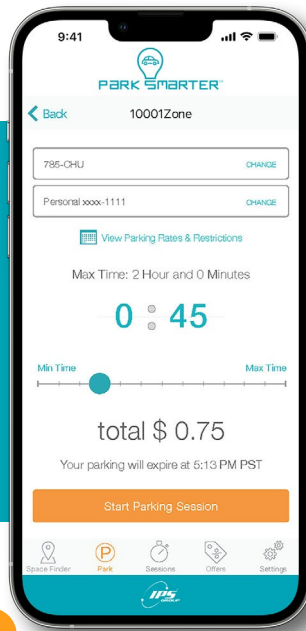 9:41
PARK SMARTER™
Back 10001Zone
785-CHU CHANGE
Personal xxxx-1111 CHANGE
View Parking Rates & Restrictions
Max Time: 2 Hour and 0 Minutes
0 : 45
Min Time Max Time
total $ 0.75
Your parking will expire at 5:13 PM PST
Start Parking Session
Space Finder Park Sessions Offers Settings
IPS
GROUP